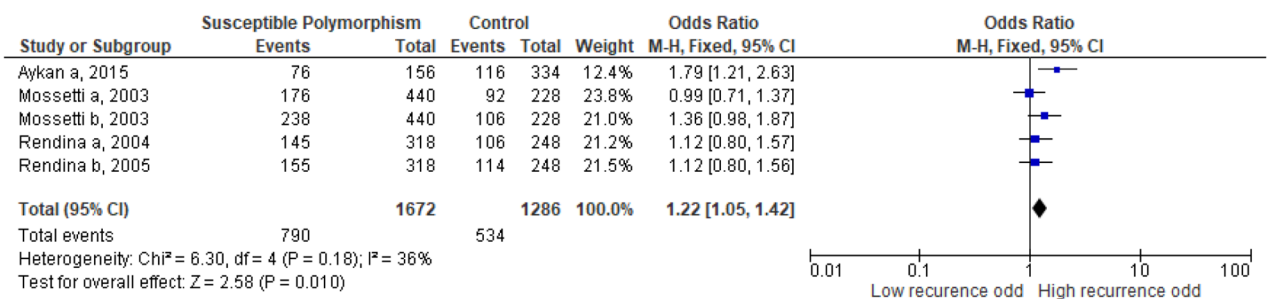 Susceptible Polymorphism Control Odds Ratio Odds Ratio
Study or Subgroup Events Total Events Total Weight M-H, Fixed, 95% CI M-H, Fixed, 95% CI
Aykan a, 2015 76 156 116 334 12.4% 1.79 [1.21, 2.63]
Mossetti a, 2003 176 440 92 228 23.8% 0.99 [0.71, 1.37]
Mossetti b, 2003 238 440 106 228 21.0% 1.36 [0.98, 1.87]
Rendina a, 2004 145 318 106 248 21.2% 1.12 [0.80, 1.57]
Rendina b, 2005 155 318 114 248 21.5% 1.12 [0.80, 1.56]
Total (95% CI) 1672 1286 100.0% 1.22 [1.05, 1.42]
Total events 790 534
Heterogeneity: Chi² = 6.30, df = 4 (P = 0.18); I² = 36%
Test for overall effect: Z = 2.58 (P = 0.010)
0.01 0.1 1 10 100
Low recurence odd High recurrence odd